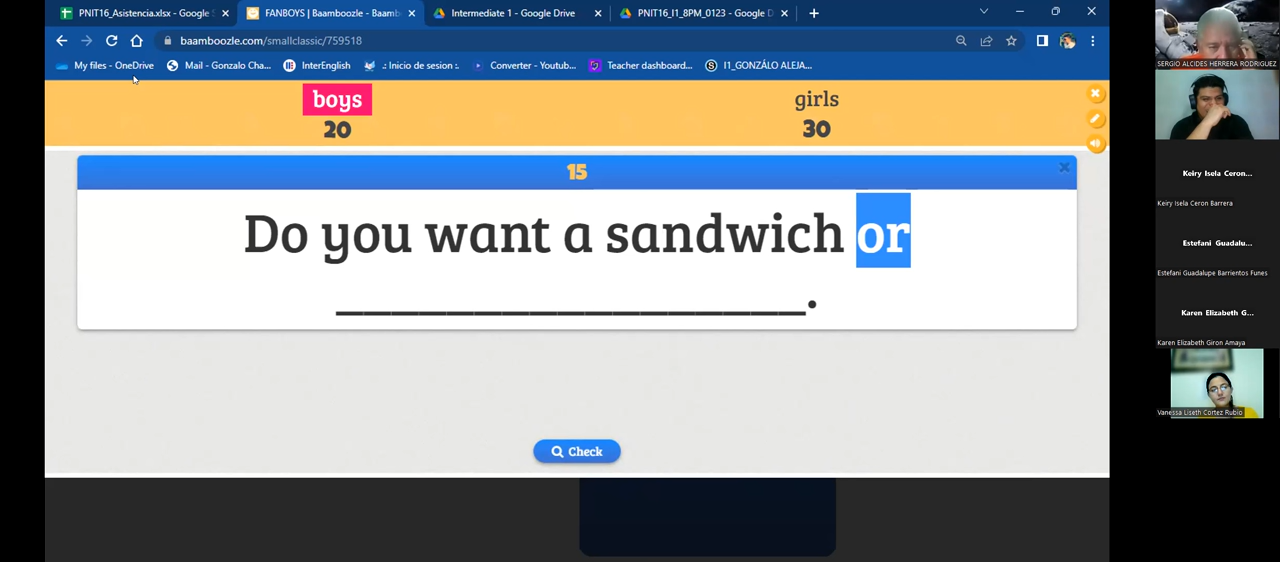 PNIT16_Asistencia.xlsx - Google S
FANBOYS | Baamboozle - Baamb
Intermediate 1 - Google Drive
PNIT16_I1_8PM_0123 - Google D
baamboozle.com/smallclassic/759518
My files - OneDrive
Mail - Gonzalo Cha...
InterEnglish
.: Inicio de sesion :.
Converter - Youtub...
Teacher dashboard...
I1_GONZÁLO ALEJA...
boys
20
girls
30
15
Do you want a sandwich or
_________________.
Check
SERGIO ALCIDES HERRERA RODRIGUEZ
Keiry Isela Ceron...
Keiry Isela Ceron Barrera
Estefani Guadalu...
Estefani Guadalupe Barrientos Funes
Karen Elizabeth G...
Karen Elizabeth Giron Amaya
Vanessa Liseth Cortez Rubio